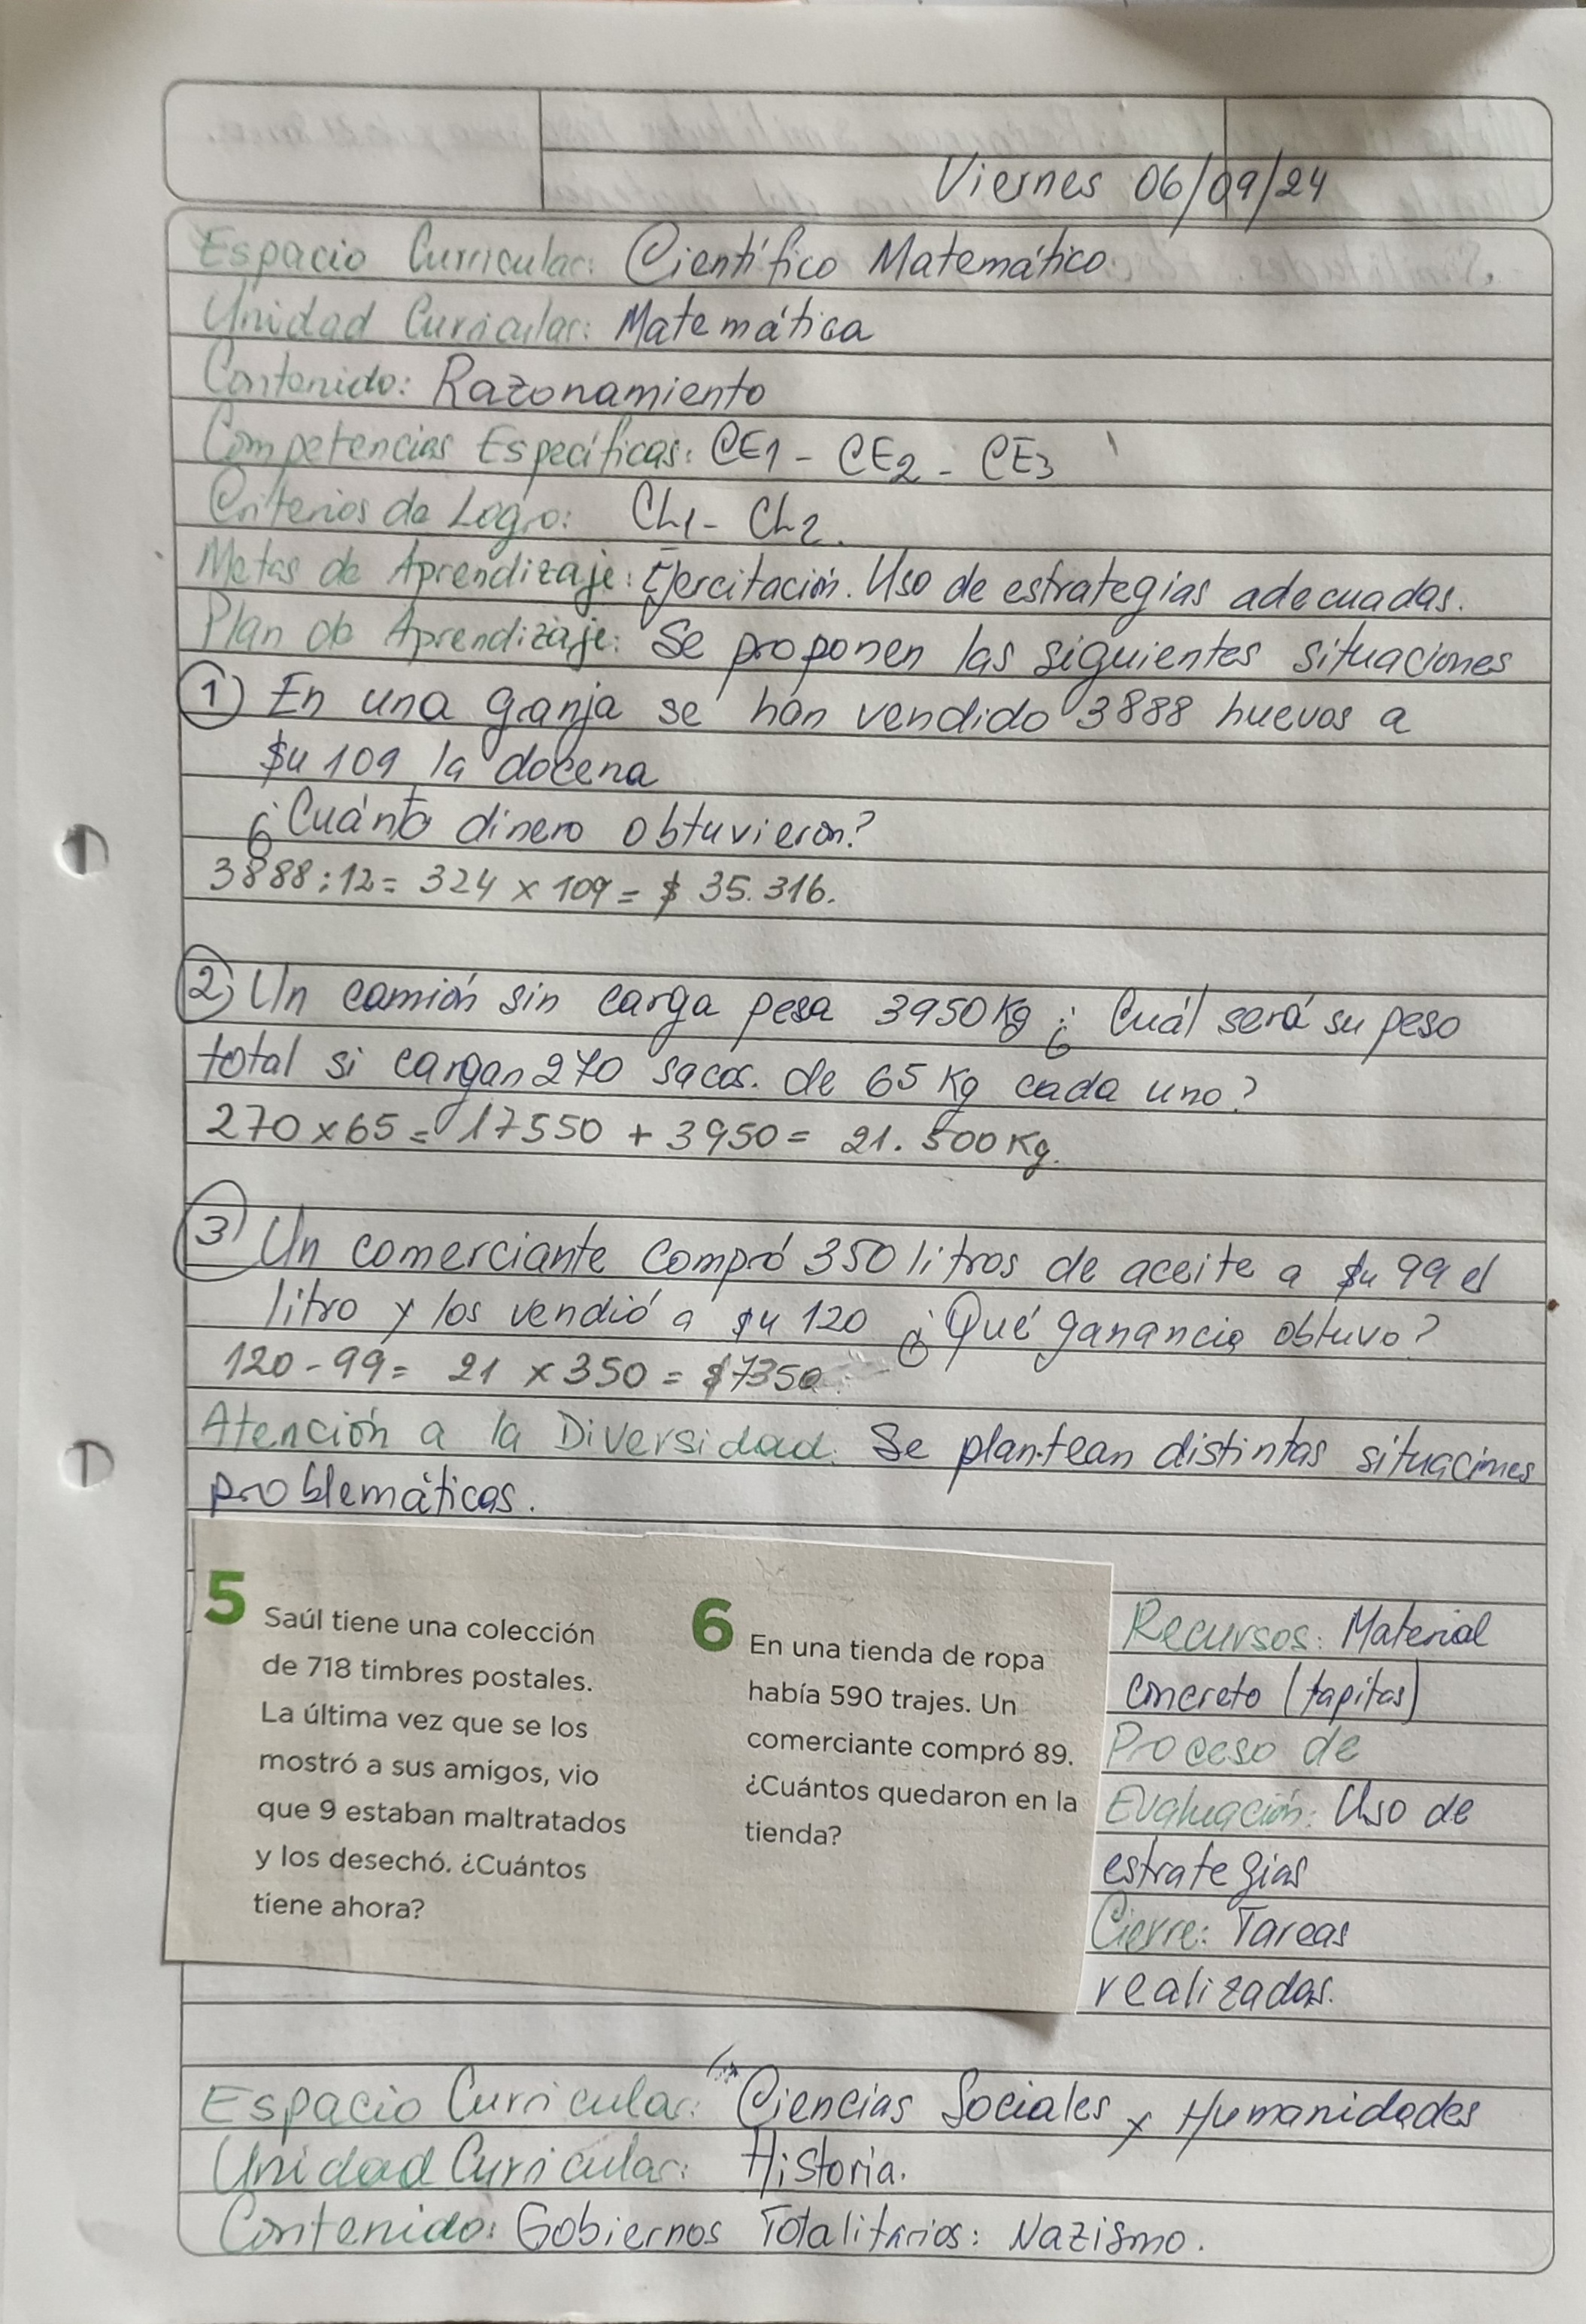 Viernes 06/09/24
Espacio Curricular: Científico Matemático.
Unidad Curricular: Matemática
Contenido: Razonamiento
Competencias Específicas: CE1 - CE2 - CE3
Criterios de Logro: CL1 - CL2.
Metas de Aprendizaje: Ejercitación. Uso de estrategias adecuadas.
Plan de Aprendizaje: Se proponen las siguientes situaciones
1) En una granja se han vendido 3888 huevos a
$u 109 la docena
¿Cuánto dinero obtuvieron?
3888:12= 324 x 109 = $ 35.316.
2) Un camión sin carga pesa 3950 Kg ¿Cuál será su peso
total si cargan 270 sacos. de 65 Kg cada uno?
270 x 65 = 17550 + 3950 = 21.500 Kg.
3) Un comerciante compró 350 litros de aceite a $u 99 el
litro y los vendió a $u 120 ¿Qué ganancia obtuvo?
120 - 99 = 21 x 350 = $7350
Atención a la Diversidad: Se plantean distintas situaciones
problemáticas.
5 Saúl tiene una colección
de 718 timbres postales.
La última vez que se los
mostró a sus amigos, vio
que 9 estaban maltratados
y los desechó. ¿Cuántos
tiene ahora?
6 En una tienda de ropa
había 590 trajes. Un
comerciante compró 89.
¿Cuántos quedaron en la
tienda?
Recursos: Material
concreto (tapitas)
Proceso de
Evaluación: Uso de
estrategias
Cierre: Tareas
realizadas.
Espacio Curricular: Ciencias Sociales y Humanidades
Unidad Curricular: Historia.
Contenido: Gobiernos Totalitarios: Nazismo.